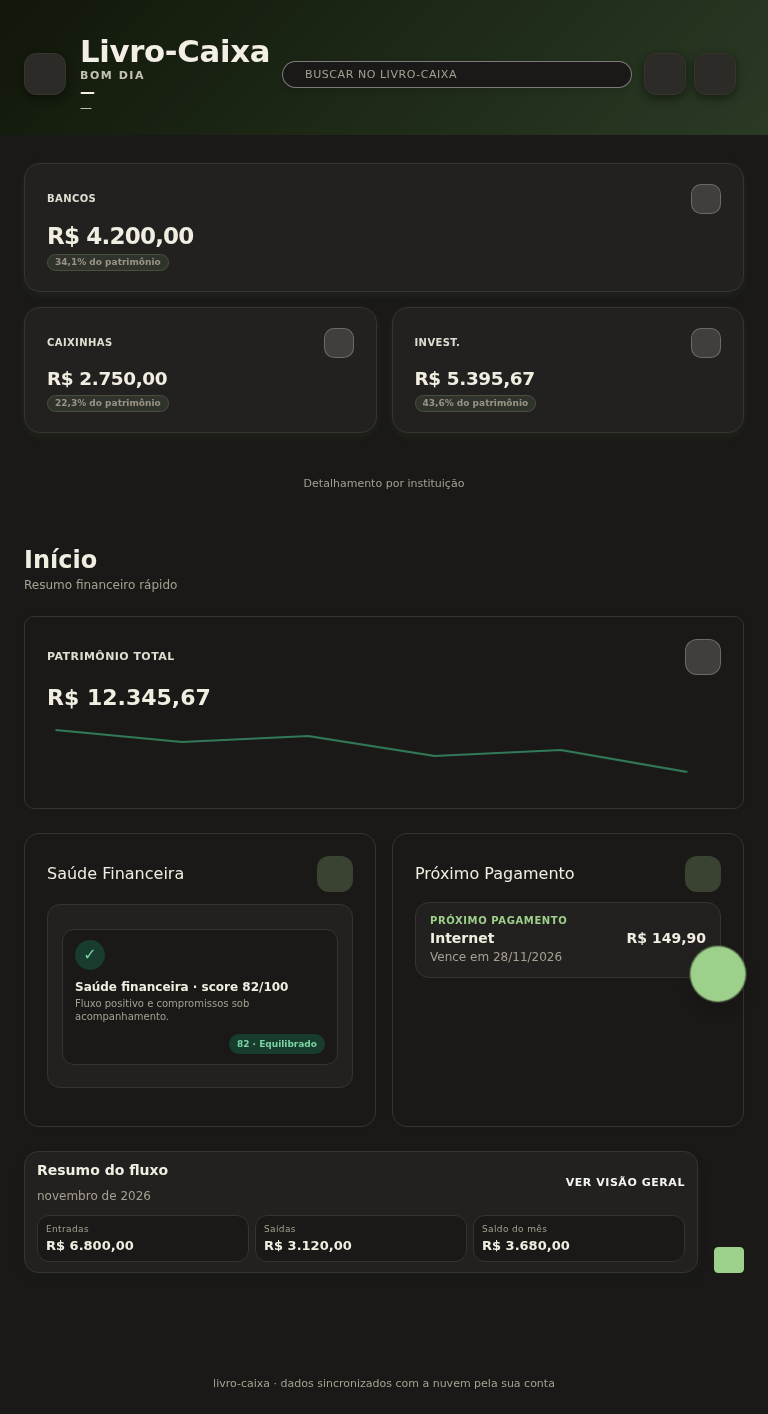 Livro-Caixa
BOM DIA
—
—
BUSCAR NO LIVRO-CAIXA
BANCOS
R$ 4.200,00
34,1% do patrimônio
CAIXINHAS
R$ 2.750,00
22,3% do patrimônio
INVEST.
R$ 5.395,67
43,6% do patrimônio
Detalhamento por instituição
Início
Resumo financeiro rápido
PATRIMÔNIO TOTAL
R$ 12.345,67
Saúde Financeira
✓
Saúde financeira · score 82/100
Fluxo positivo e compromissos sob
acompanhamento.
82 · Equilibrado
Próximo Pagamento
PRÓXIMO PAGAMENTO
Internet R$ 149,90
Vence em 28/11/2026
Resumo do fluxo
novembro de 2026
VER VISÃO GERAL
Entradas
R$ 6.800,00
Saídas
R$ 3.120,00
Saldo do mês
R$ 3.680,00
livro-caixa · dados sincronizados com a nuvem pela sua conta